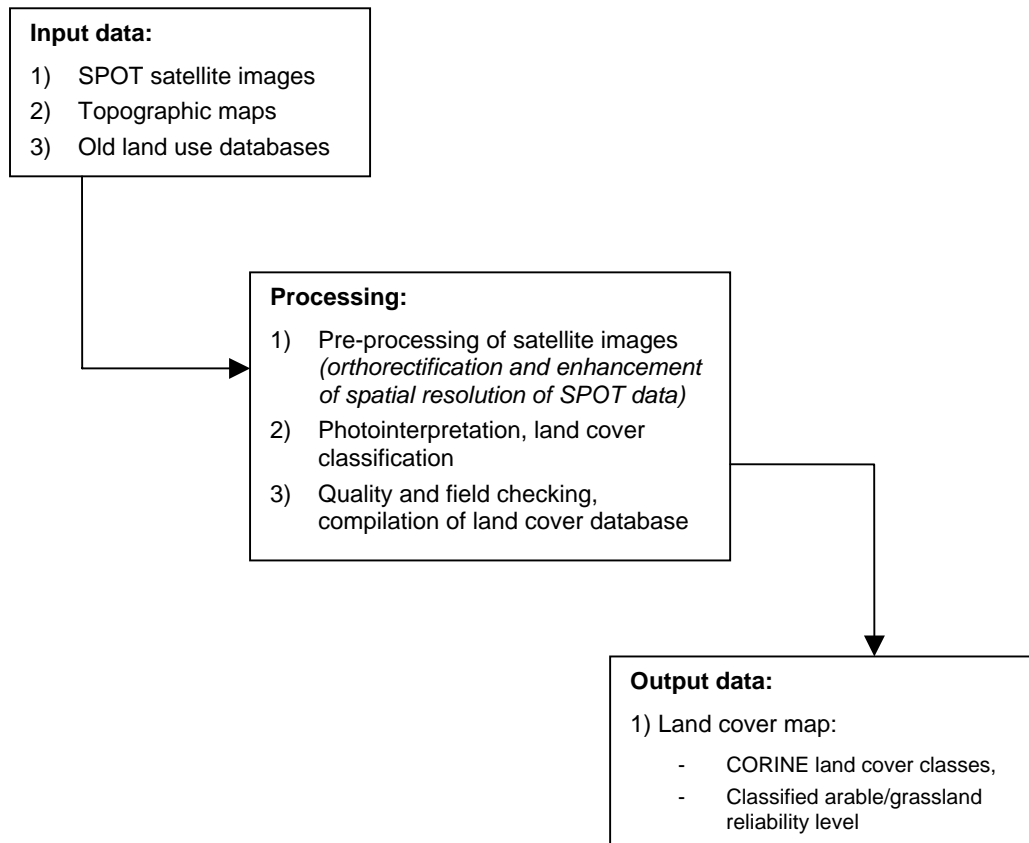 Input data:
1) SPOT satellite images
2) Topographic maps
3) Old land use databases
Processing:
1) Pre-processing of satellite images
(orthorectification and enhancement
of spatial resolution of SPOT data)
2) Photointerpretation, land cover
classification
3) Quality and field checking,
compilation of land cover database
Output data:
1) Land cover map:
- CORINE land cover classes,
- Classified arable/grassland
reliability level